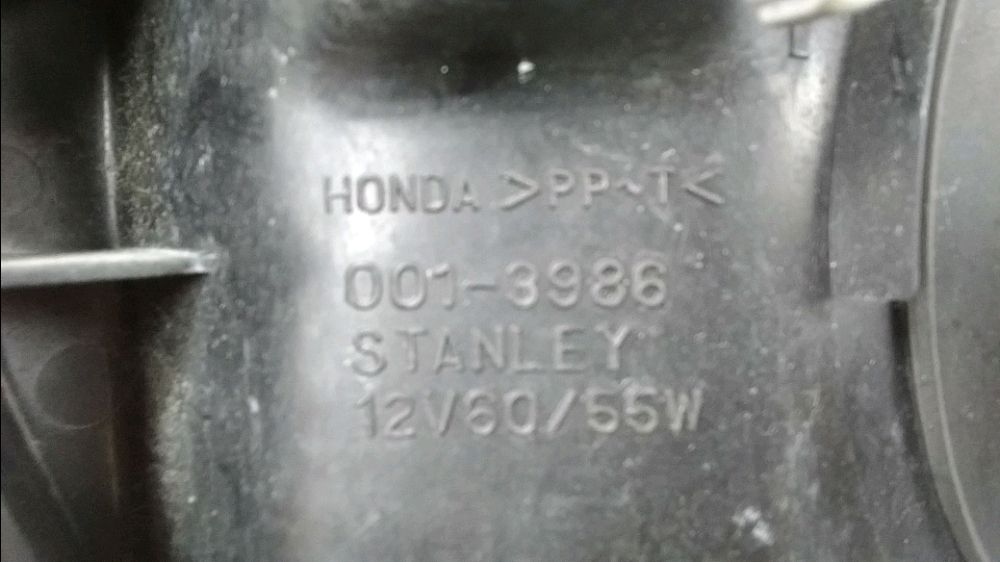 HONDA >PP-T<
001-3986
STANLEY
12V60/55W